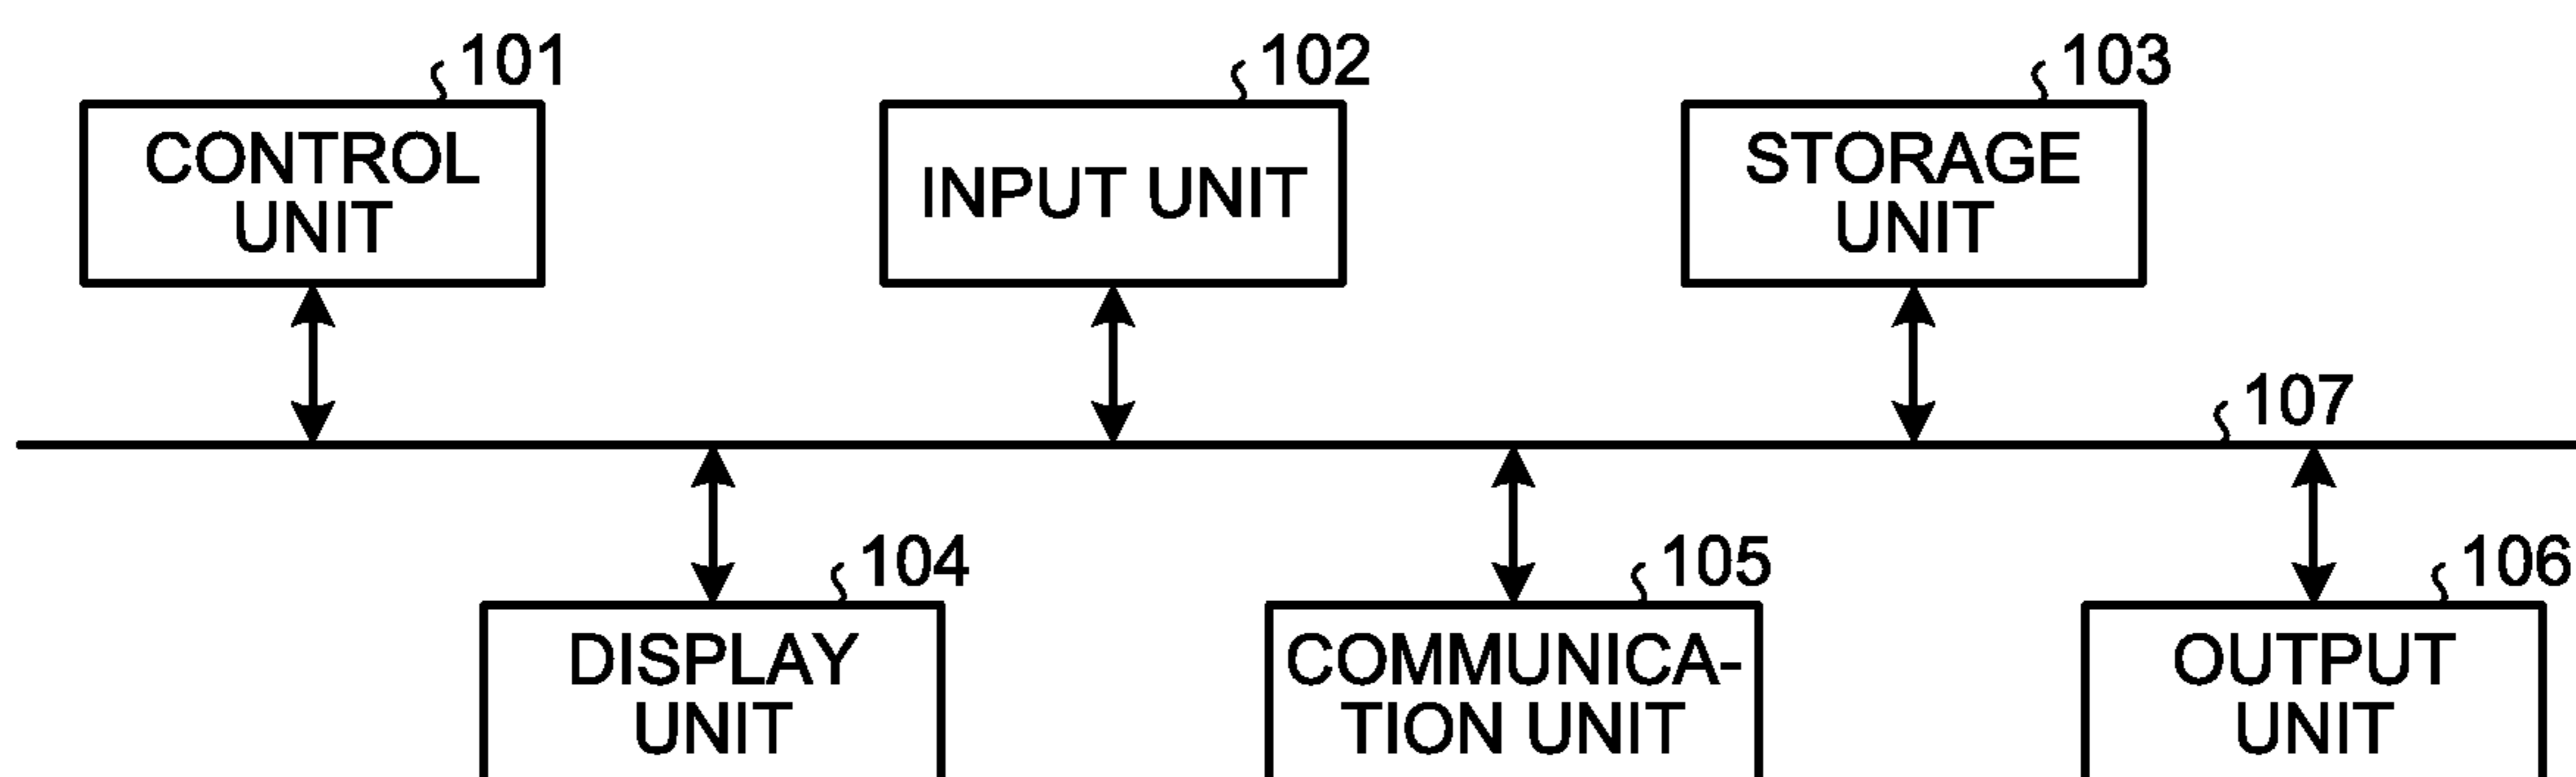 101
CONTROL
UNIT
102
INPUT UNIT
103
STORAGE
UNIT
107
104
DISPLAY
UNIT
105
COMMUNICA-
TION UNIT
106
OUTPUT
UNIT